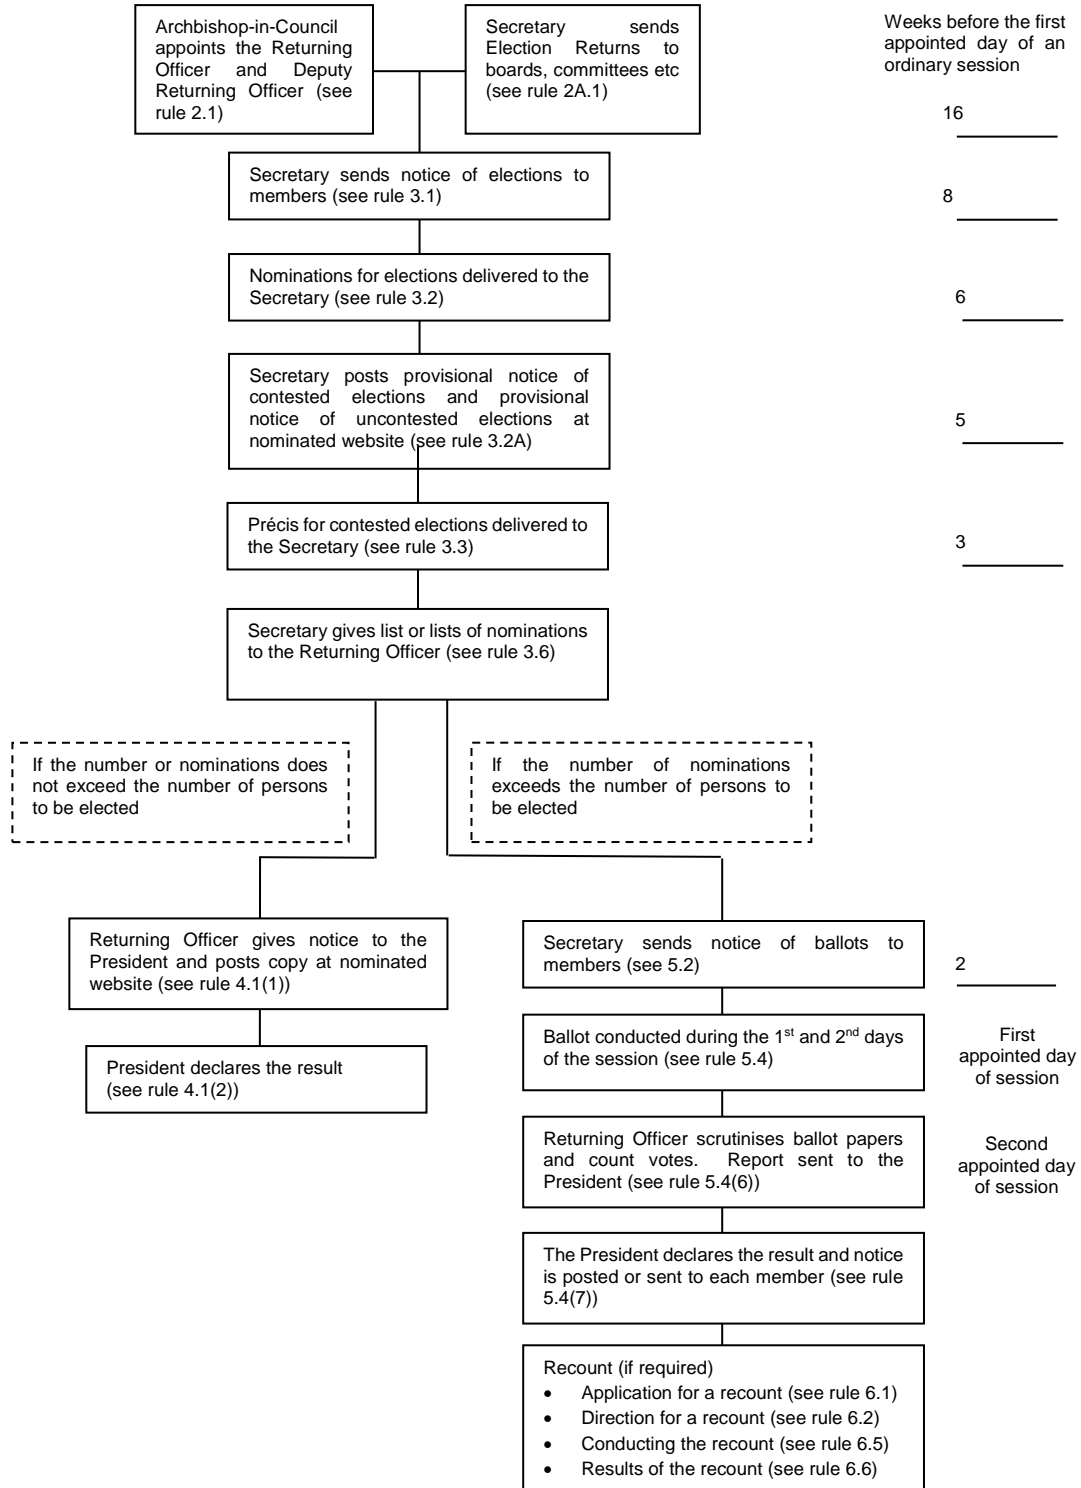 Archbishop-in-Council
appoints the Returning
Officer and Deputy
Returning Officer (see
rule 2.1)
Secretary sends
Election Returns to
boards, committees etc
(see rule 2A.1)
Weeks before the first
appointed day of an
ordinary session
16
Secretary sends notice of elections to
members (see rule 3.1)
8
Nominations for elections delivered to the
Secretary (see rule 3.2)
6
Secretary posts provisional notice of
contested elections and provisional
notice of uncontested elections at
nominated website (see rule 3.2A)
5
Précis for contested elections delivered to
the Secretary (see rule 3.3)
3
Secretary gives list or lists of nominations
to the Returning Officer (see rule 3.6)
If the number or nominations does
not exceed the number of persons
to be elected
If the number of nominations
exceeds the number of persons to
be elected
Returning Officer gives notice to the
President and posts copy at nominated
website (see rule 4.1(1))
President declares the result
(see rule 4.1(2))
Secretary sends notice of ballots to
members (see 5.2)
2
Ballot conducted during the 1st and 2nd days
of the session (see rule 5.4)
First
appointed day
of session
Returning Officer scrutinises ballot papers
and count votes. Report sent to the
President (see rule 5.4(6))
Second
appointed day
of session
The President declares the result and notice
is posted or sent to each member (see rule
5.4(7))
Recount (if required)
• Application for a recount (see rule 6.1)
• Direction for a recount (see rule 6.2)
• Conducting the recount (see rule 6.5)
• Results of the recount (see rule 6.6)